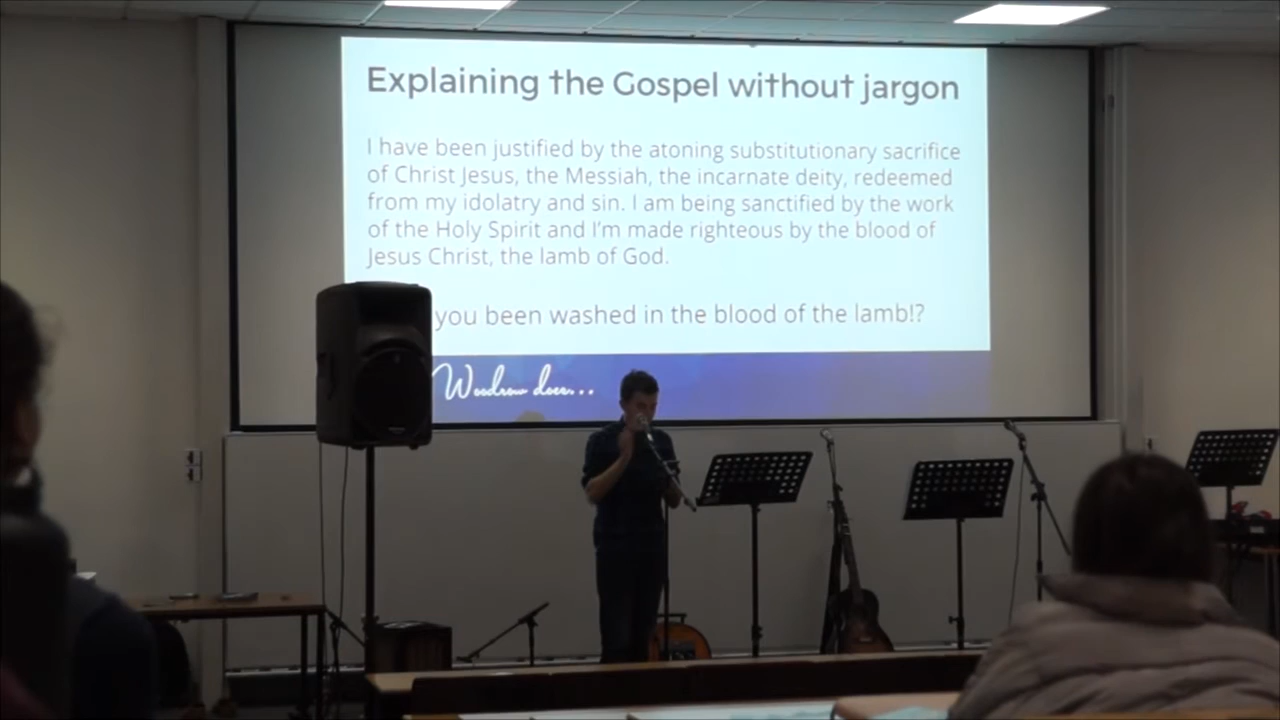 Explaining the Gospel without jargon
I have been justified by the atoning substitutionary sacrifice
of Christ Jesus, the Messiah, the incarnate deity, redeemed
from my idolatry and sin. I am being sanctified by the work
of the Holy Spirit and I'm made righteous by the blood of
Jesus Christ, the lamb of God.
you been washed in the blood of the lamb!?
Woodrow does...